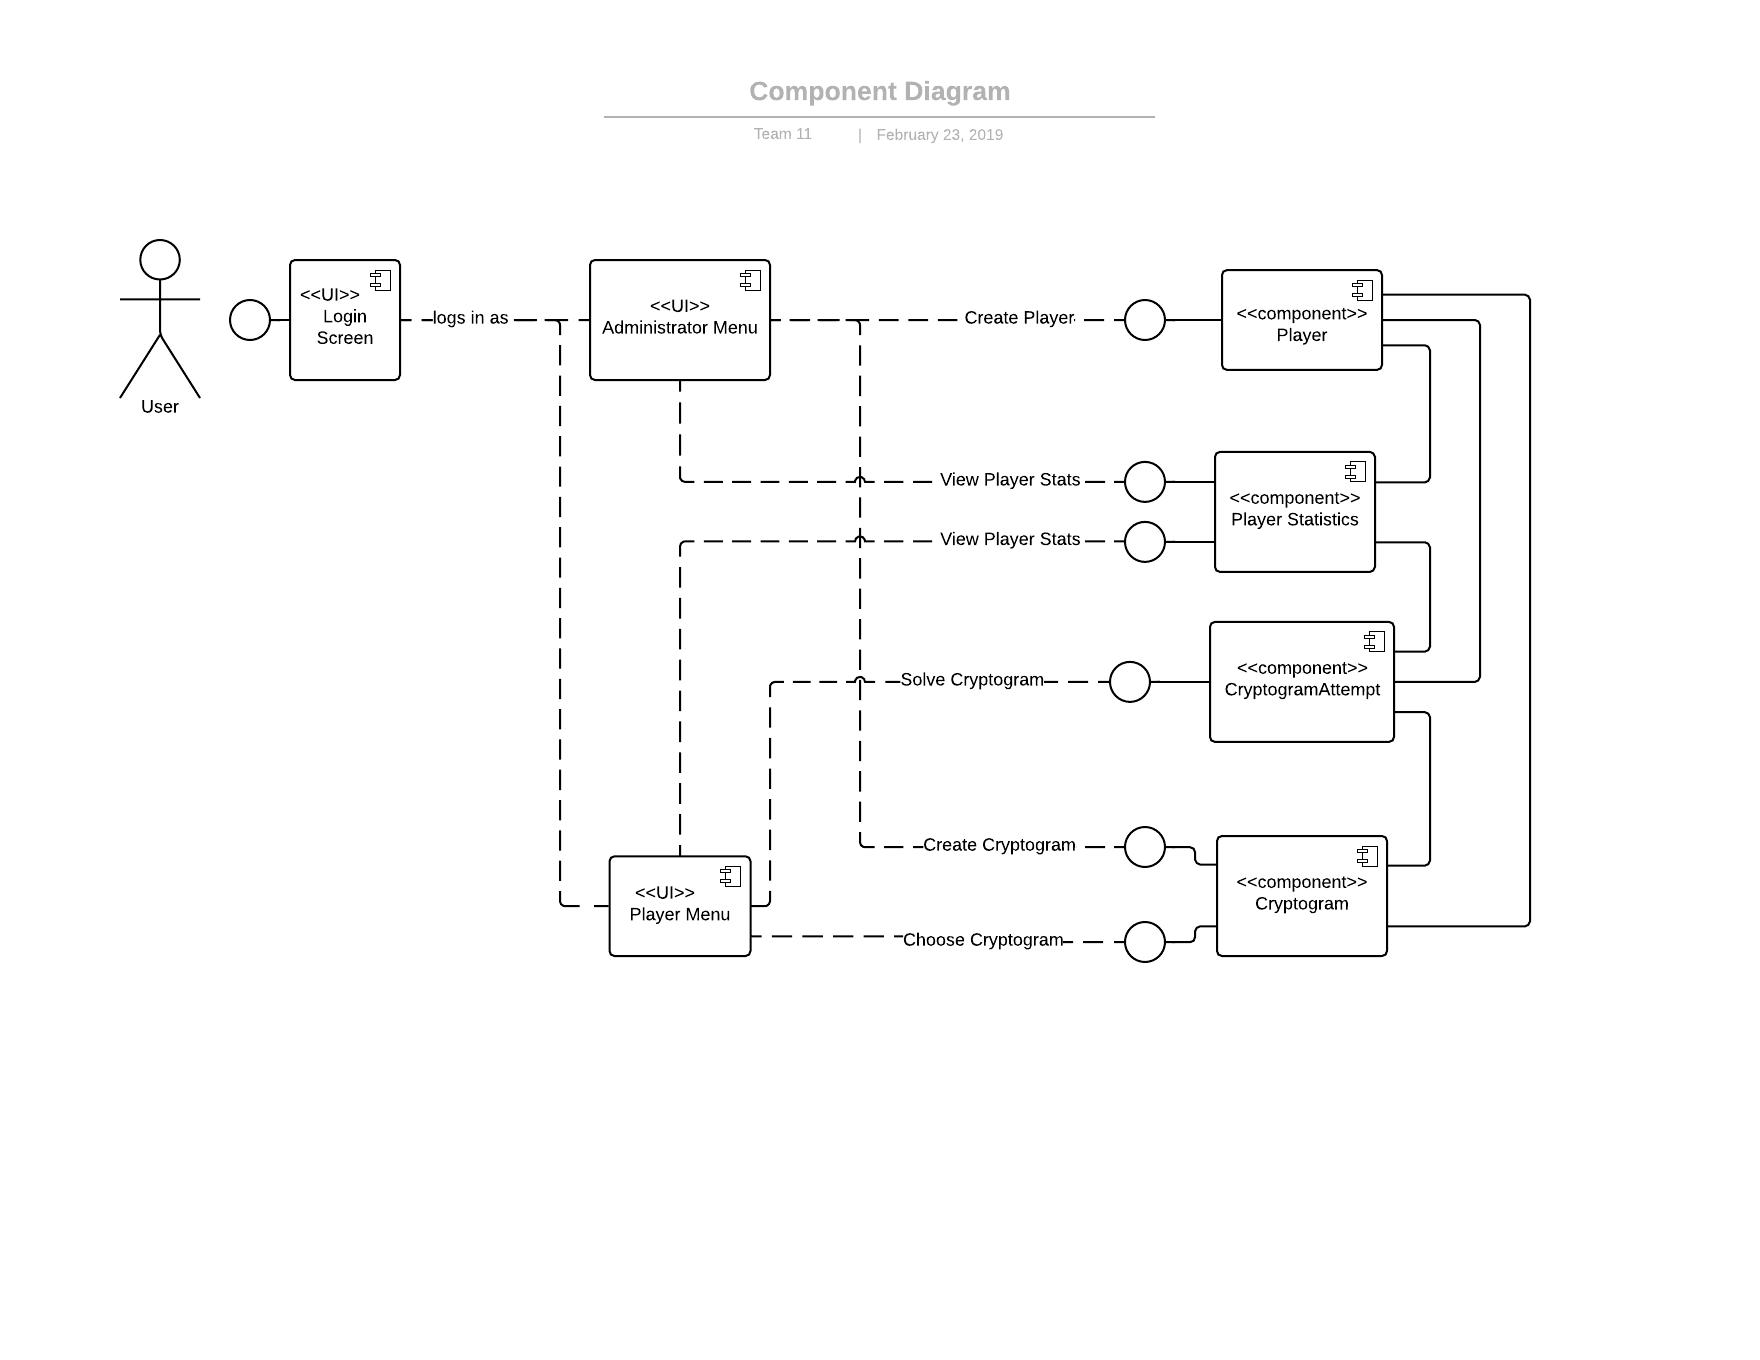 Component Diagram
Team 11 | February 23, 2019
User
<<UI>>
Login
Screen
logs in as
<<UI>>
Administrator Menu
Create Player
<<component>>
Player
View Player Stats
View Player Stats
<<component>>
Player Statistics
Solve Cryptogram
<<component>>
CryptogramAttempt
Create Cryptogram
<<component>>
Cryptogram
<<UI>>
Player Menu
Choose Cryptogram